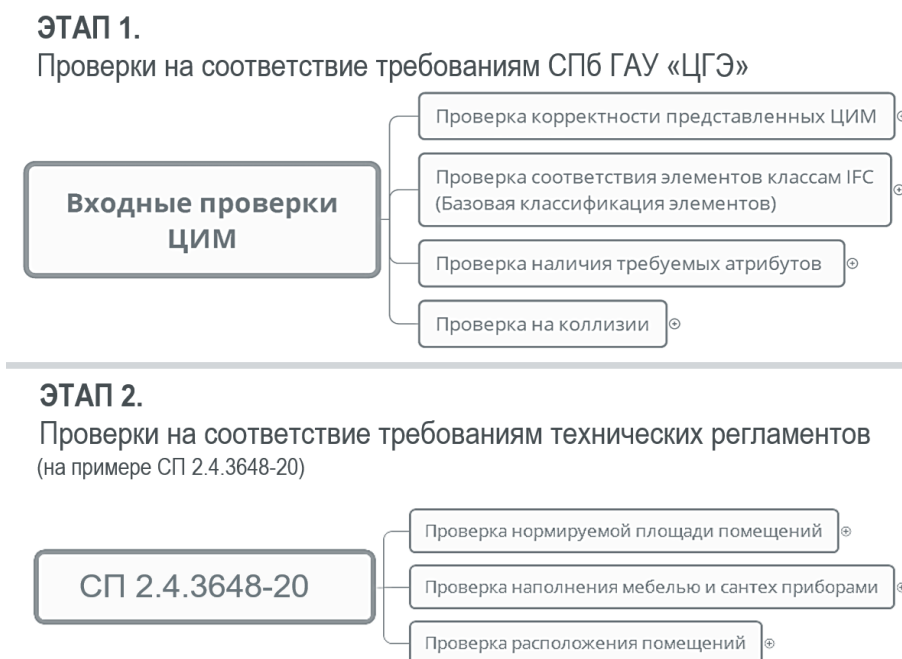 ЭТАП 1.
Проверки на соответствие требованиям СПб ГАУ «ЦГЭ»
Входные проверки
ЦИМ
Проверка корректности представленных ЦИМ
Проверка соответствия элементов классам IFC
(Базовая классификация элементов)
Проверка наличия требуемых атрибутов
Проверка на коллизии
ЭТАП 2.
Проверки на соответствие требованиям технических регламентов
(на примере СП 2.4.3648-20)
СП 2.4.3648-20
Проверка нормируемой площади помещений
Проверка наполнения мебелью и сантех приборами
Проверка расположения помещений